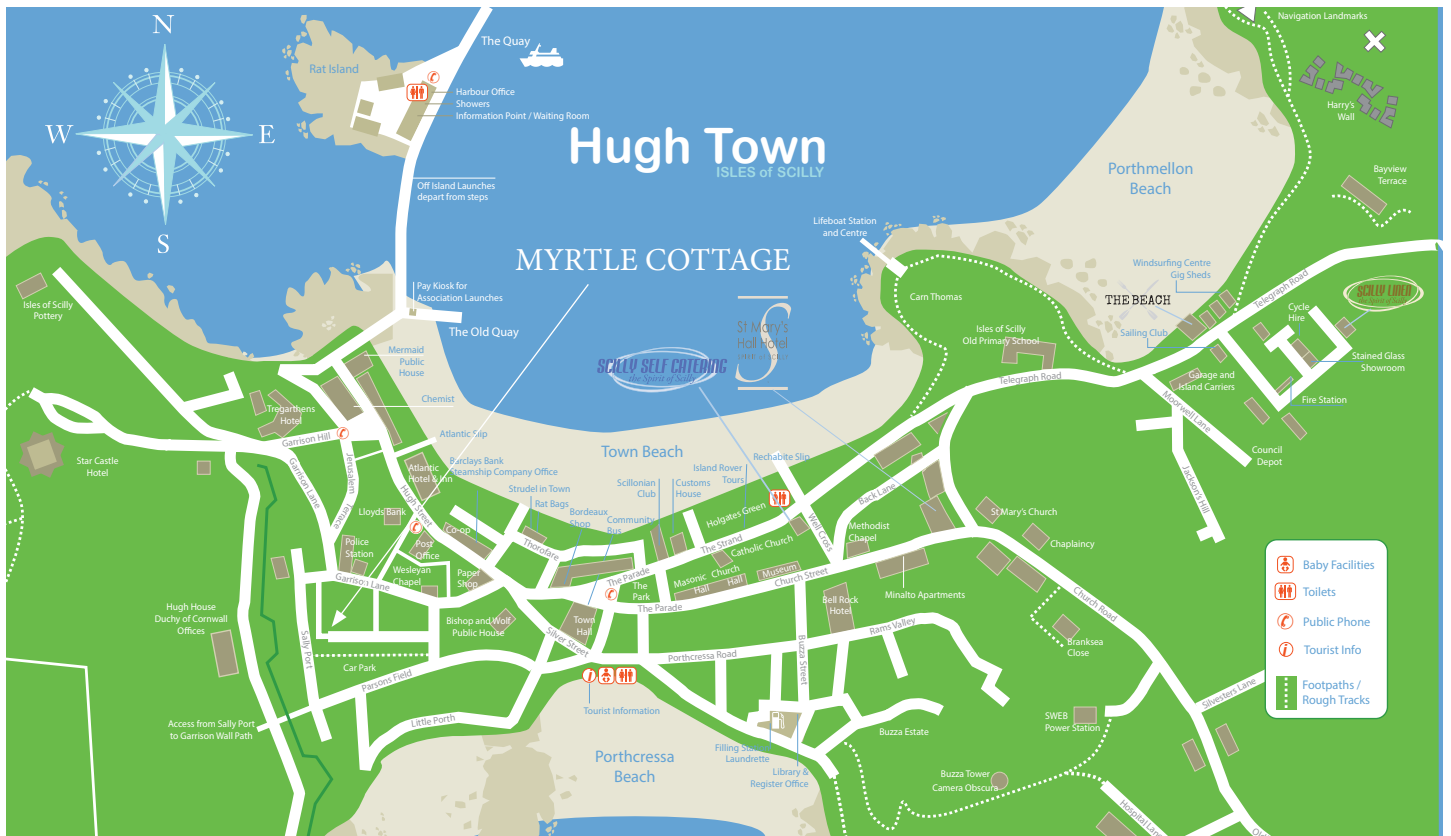 N
W
E
S
Rat Island
The Quay
Harbour Office
Showers
Information Point / Waiting Room
Hugh Town
ISLES of SCILLY
Off Island Launches
depart from steps
MYRTLE COTTAGE
Pay Kiosk for
Association Launches
The Old Quay
Isles of Scilly
Pottery
Mermaid
Public
House
Chemist
Tregarthens
Hotel
Garrison Hill
Star Castle
Hotel
Atlantic Slip
Atlantic
Hotel & Inn
Barclays Bank
Steamship Company Office
Jerusalem
Terrace
Garrison Lane
Hugh Street
Lloyds Bank
Co-op
Post
Office
Police
Station
Wesleyan
Chapel
Garrison Lane
Paper
Shop
Strudel in Town
Rat Bags
Bordeaux
Shop
Community
Bus
Thorofare
Scillonian
Club
Customs
House
Island Rover
Tours
Rechabite Slip
Town Beach
SCILLY SELF CATERING
the Spirit of Scilly
St Mary's
Hall Hotel
Holgates Green
The Strand
Catholic Church
Masonic
Hall
Church
Hall
Museum
Church Street
The Parade
The
Park
The Parade
Town
Hall
Bishop and Wolf
Public House
Silver Street
Hugh House
Duchy of Cornwall
Offices
Sally Port
Car Park
Parsons Field
Little Porth
Access from Sally Port
to Garrison Wall Path
Tourist Information
Porthcressa
Beach
Porthcressa Road
Buzza Street
Rams Valley
Bell Rock
Hotel
Minalto Apartments
Methodist
Chapel
Well Cross
Back Lane
Filling Station
Laundrette
Library &
Register Office
Buzza Estate
Buzza Tower
Camera Obscura
SWEB
Power Station
Hospital Lane
Old
Branksea
Close
Church Road
Chaplaincy
St Mary's Church
Silvesters Lane
Lifeboat Station
and Centre
Carn Thomas
Isles of Scilly
Old Primary School
Telegraph Road
Porthmellon
Beach
THE BEACH
Windsurfing Centre
Gig Sheds
Sailing Club
Telegraph Road
Garage and
Island Carriers
Moorwell Lane
Jackson's Hill
Council
Depot
Cycle
Hire
Fire Station
Stained Glass
Showroom
SCILLY LINEN
the Spirit of Scilly
Navigation Landmarks
Harry's
Wall
Bayview
Terrace
Baby Facilities
Toilets
Public Phone
i Tourist Info
Footpaths /
Rough Tracks